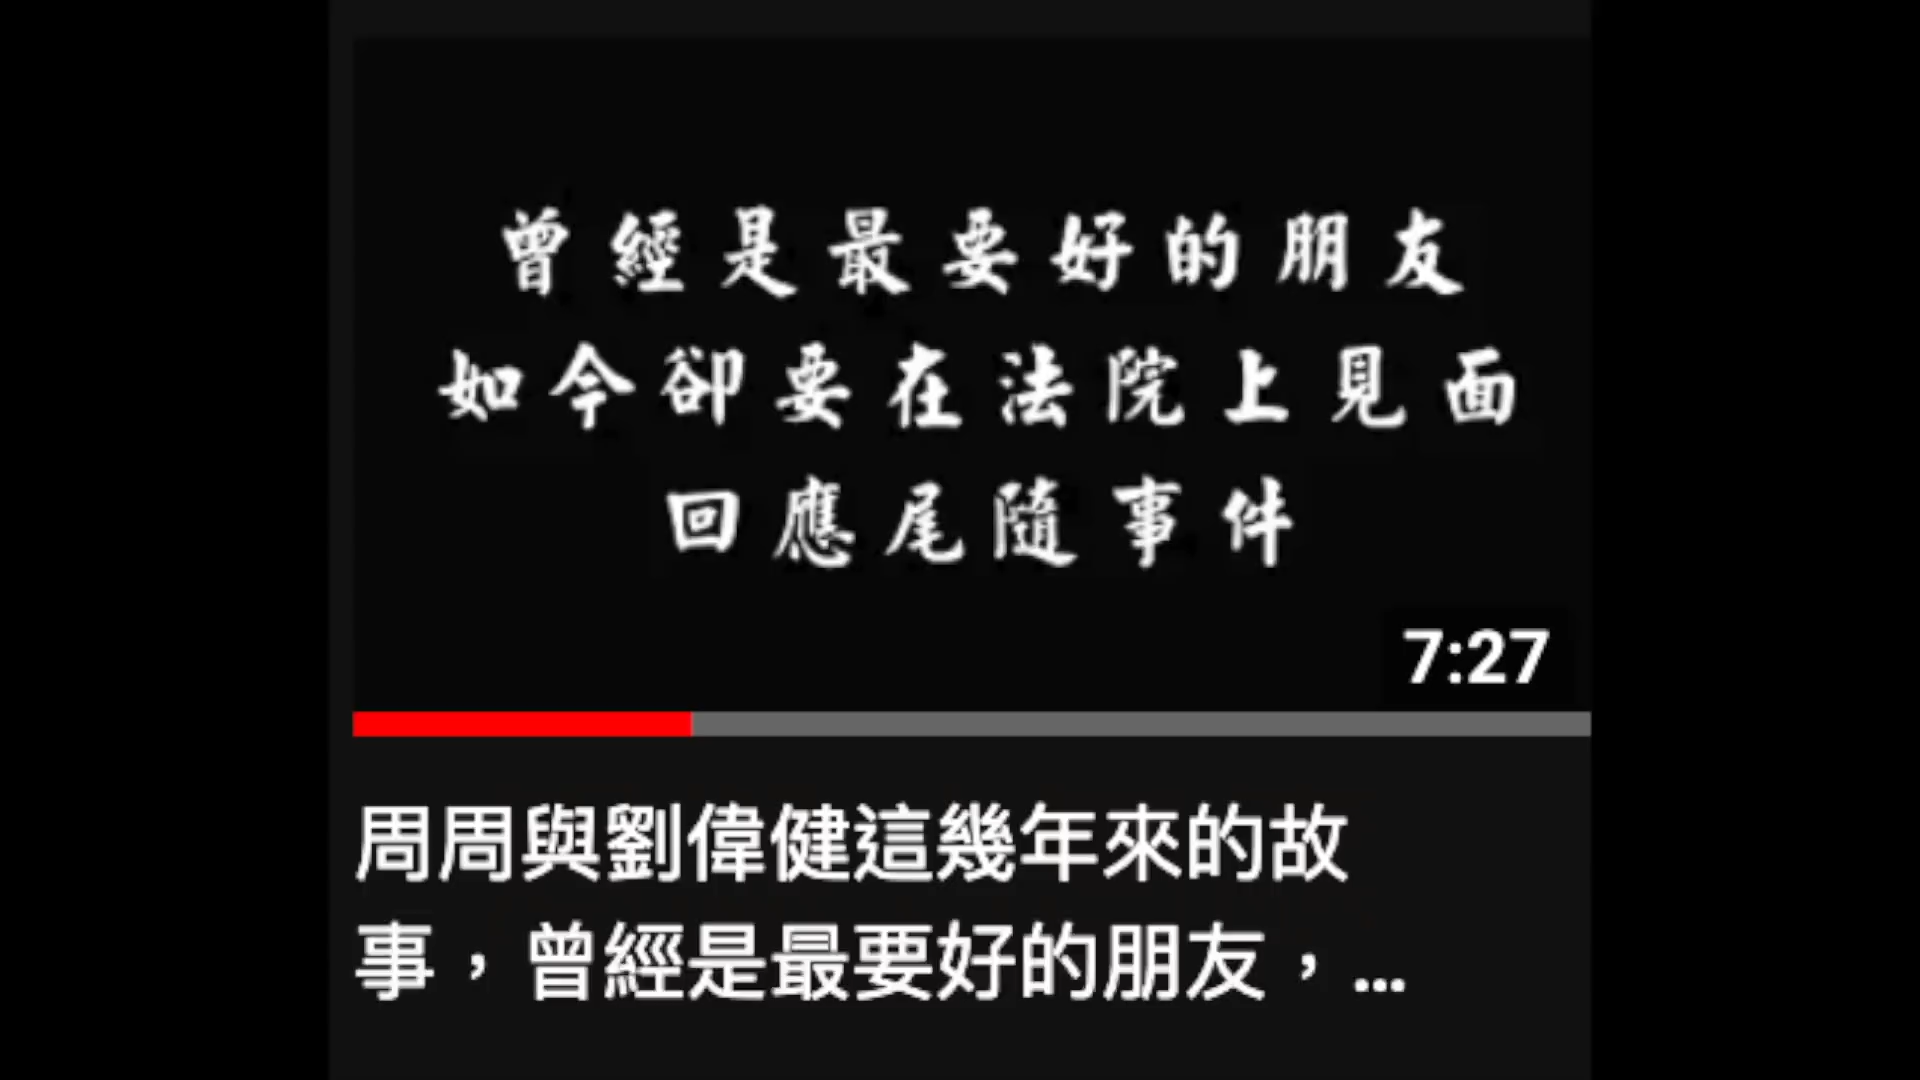 曾經是最要好的朋友
如今卻要在法院上見面
回應尾隨事件
7:27
周周與劉偉健這幾年來的故
事，曾經是最要好的朋友，...